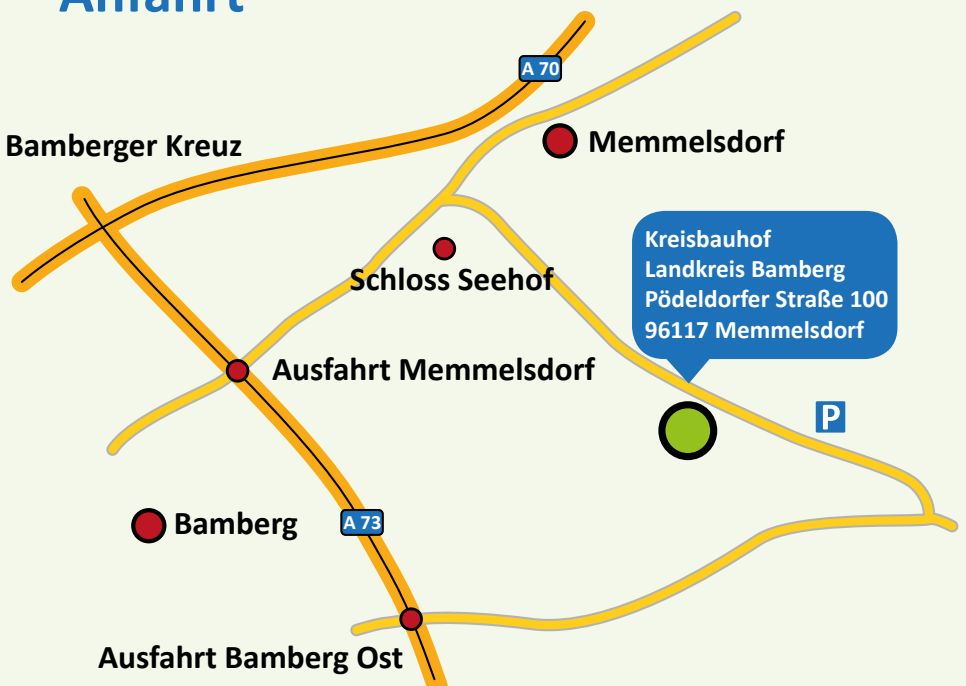 Anfahrt
A 70
Bamberger Kreuz
Memmelsdorf
Kreisbauhof
Landkreis Bamberg
Pödeldorfer Straße 100
96117 Memmelsdorf
Schloss Seehof
Ausfahrt Memmelsdorf
P
Bamberg
A 73
Ausfahrt Bamberg Ost